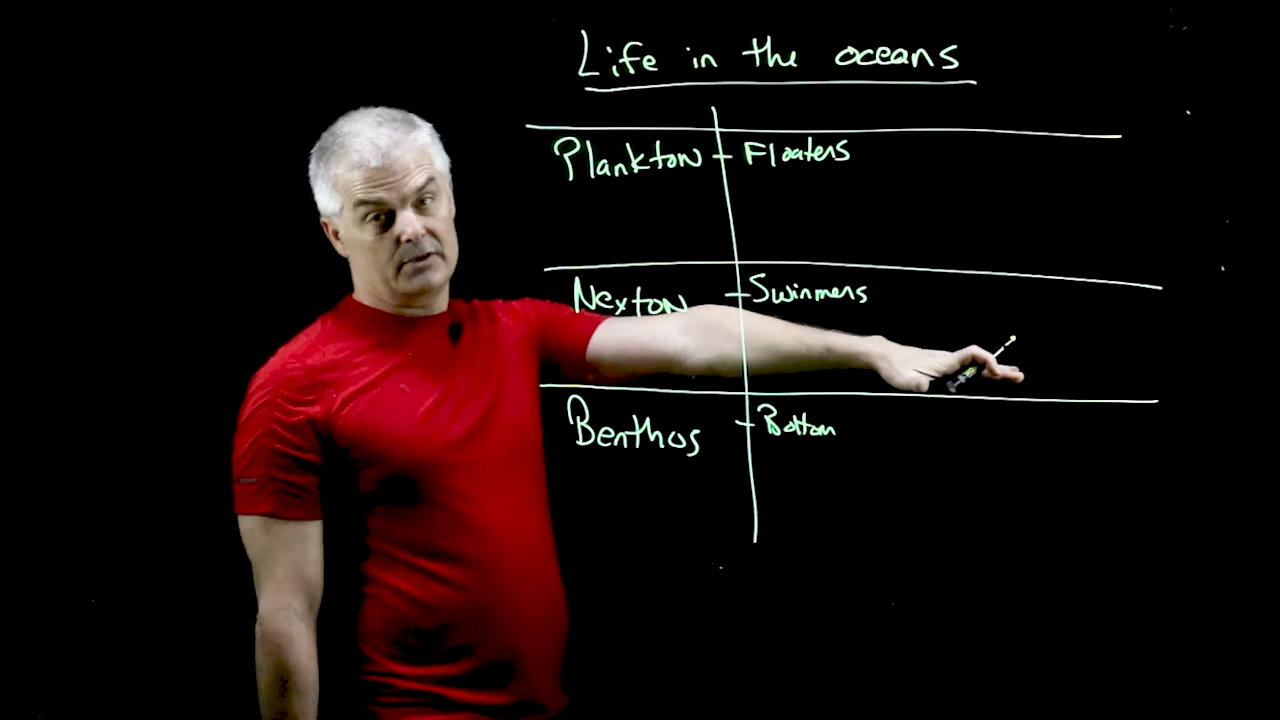 Life in the oceans
Plankton - Floaters
Nexton - Swimmers
Benthos - Bottom